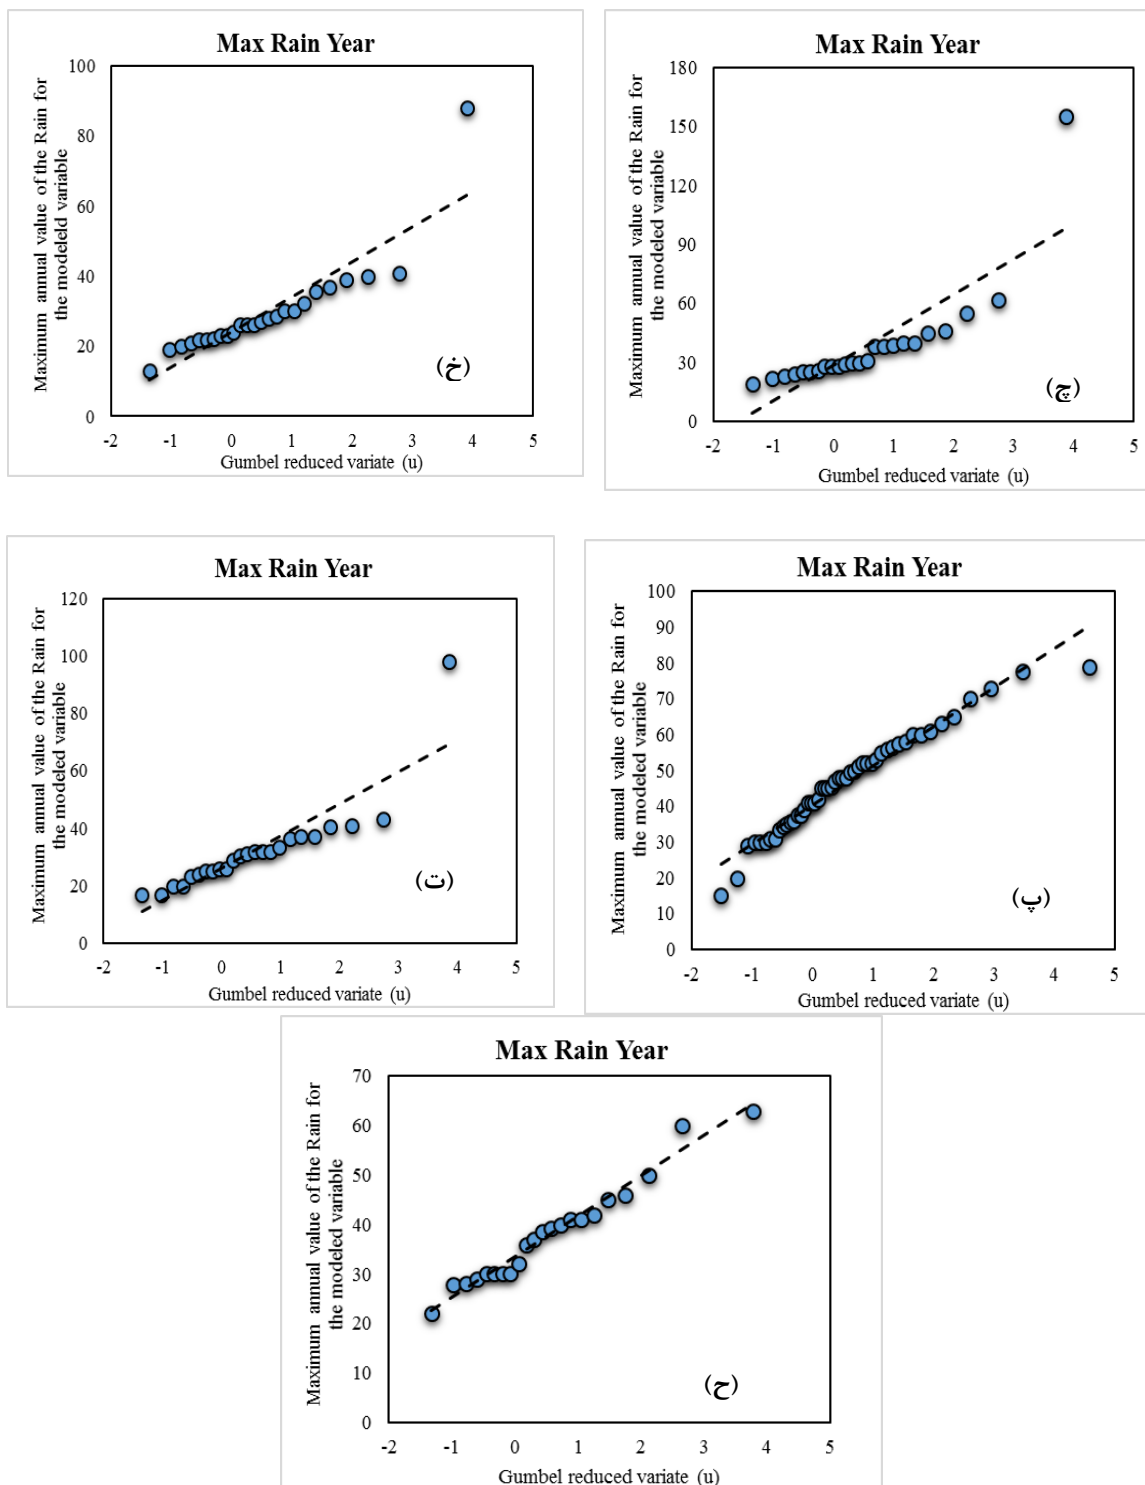 Max Rain Year
Maximum annual value of the Rain for
the modeleld variable
100
80
60
40
20
0
-2 -1 0 1 2 3 4 5
Gumbel reduced variate (u)
(خ)
Max Rain Year
Maximum annual value of the Rain for
the modeled variable
180
150
120
90
60
30
0
-2 -1 0 1 2 3 4 5
Gumbel reduced variate (u)
(چ)
Max Rain Year
Maximum annual value of the Rain for
the modeled variable
120
100
80
60
40
20
0
-2 -1 0 1 2 3 4 5
Gumbel reduced variate (u)
(ت)
Max Rain Year
Maximum annual value of the Rain for
the modeled variable
100
90
80
70
60
50
40
30
20
10
0
-2 -1 0 1 2 3 4 5
Gumbel reduced variate (u)
(پ)
Max Rain Year
Maximum annual value of the Rain for
the modeled variable
70
60
50
40
30
20
10
0
-2 -1 0 1 2 3 4 5
Gumbel reduced variate (u)
(ح)